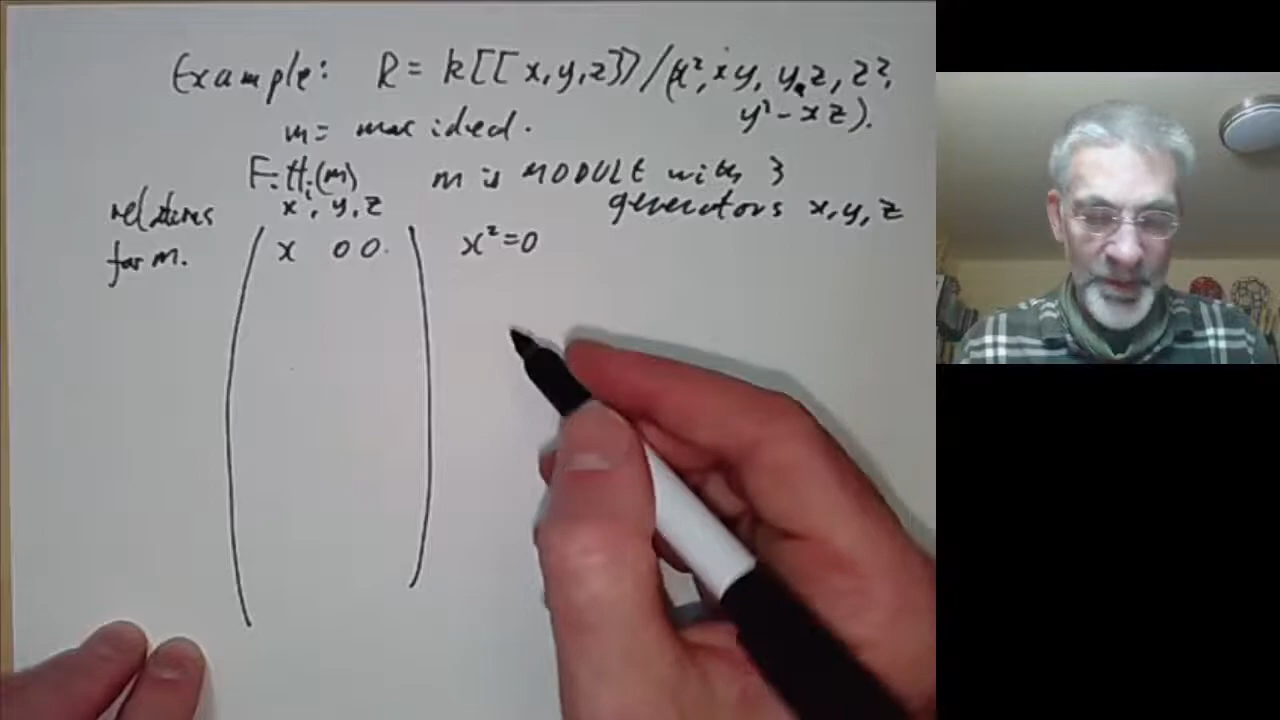 Example: R = k[[x,y,z]]/(x², xy, yz, z²,
y²-xz).
m = max ideal.
Fitti(m) m is MODULE with 3
generators x,y,z
relations
for m.
x, y, z
x 0 0
x²=0